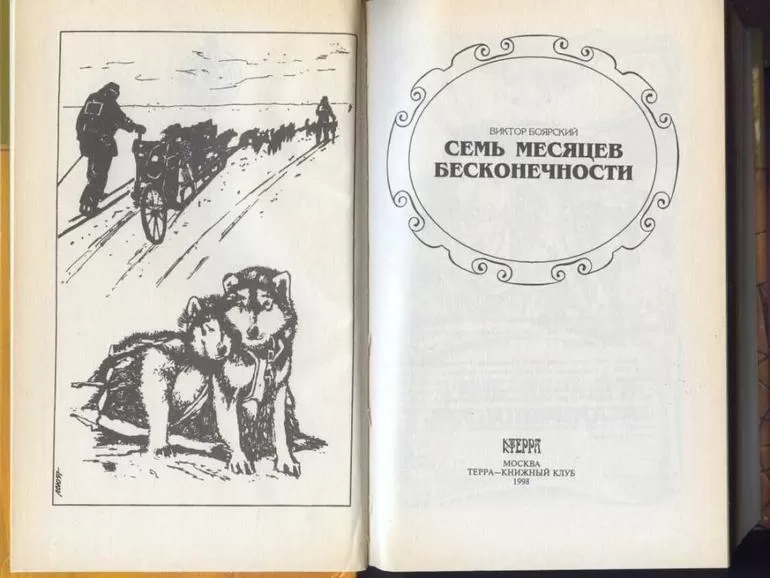 ВИКТОР БОЯРСКИЙ
СЕМЬ МЕСЯЦЕВ
БЕСКОНЕЧНОСТИ
ТЕРРА
МОСКВА
ТЕРРА—КНИЖНЫЙ КЛУБ
1998